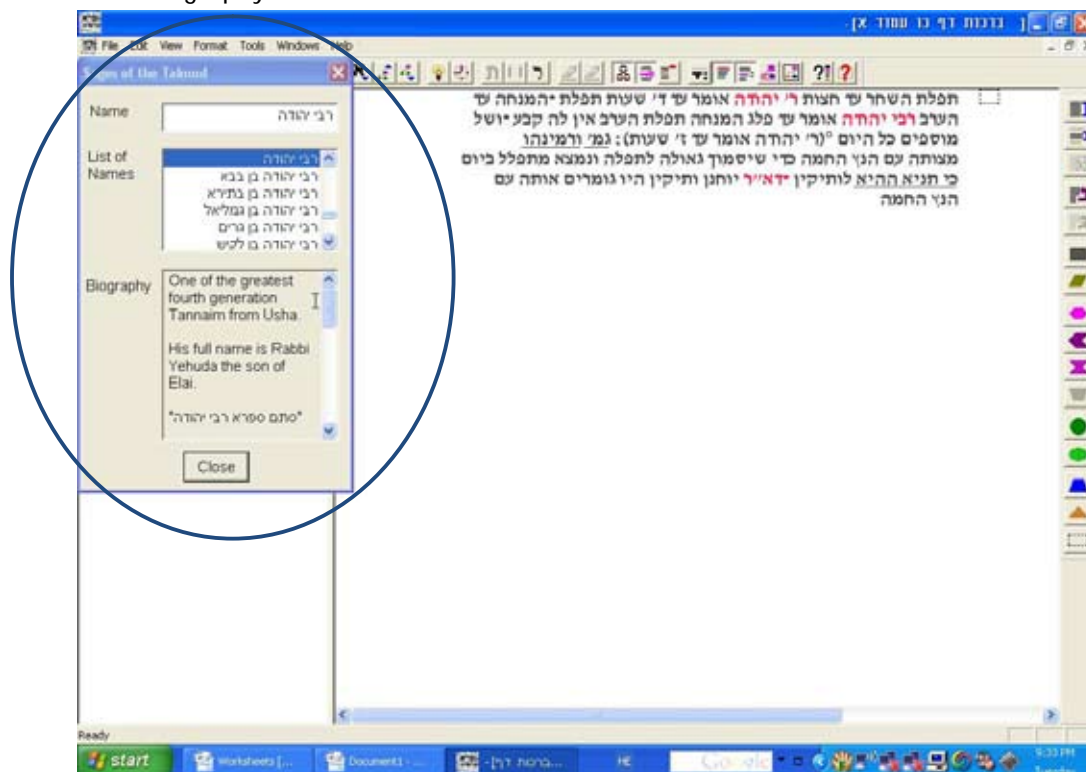 ברכות דף כו עמוד א]-
File Edit View Format Tools Windows Help
Sages of the Talmud
Name
רבי יהודה
List of Names
רבי יהודה
רבי יהודה בן בבא
רבי יהודה בן בתירא
רבי יהודה בן גמליאל
רבי יהודה בן גרים
רבי יהודה בן לקיש
Biography
One of the greatest
fourth generation
Tannaim from Usha.
His full name is Rabbi
Yehuda the son of
Elai.
"סתם ספרא רבי יהודה"
Close
תפלת השחר עד חצות ר' יהודה אומר עד ד' שעות תפלת *המנחה עד
הערב רבי יהודה אומר עד פלג המנחה תפלת הערב אין לה קבע *ושל
מוספים כל היום °(ר' יהודה אומר עד ז' שעות): גמ' ורמינהו
מצותה עם הנץ החמה כדי שיסמוך גאולה לתפלה ונמצא מתפלל ביום
כי תניא ההיא לותיקין *דא"ר יוחנן ותיקין היו גומרים אותה עם
הנץ החמה
Ready
start
Worksheets [...
Document1 - ...
HE
Google
9:33 PM